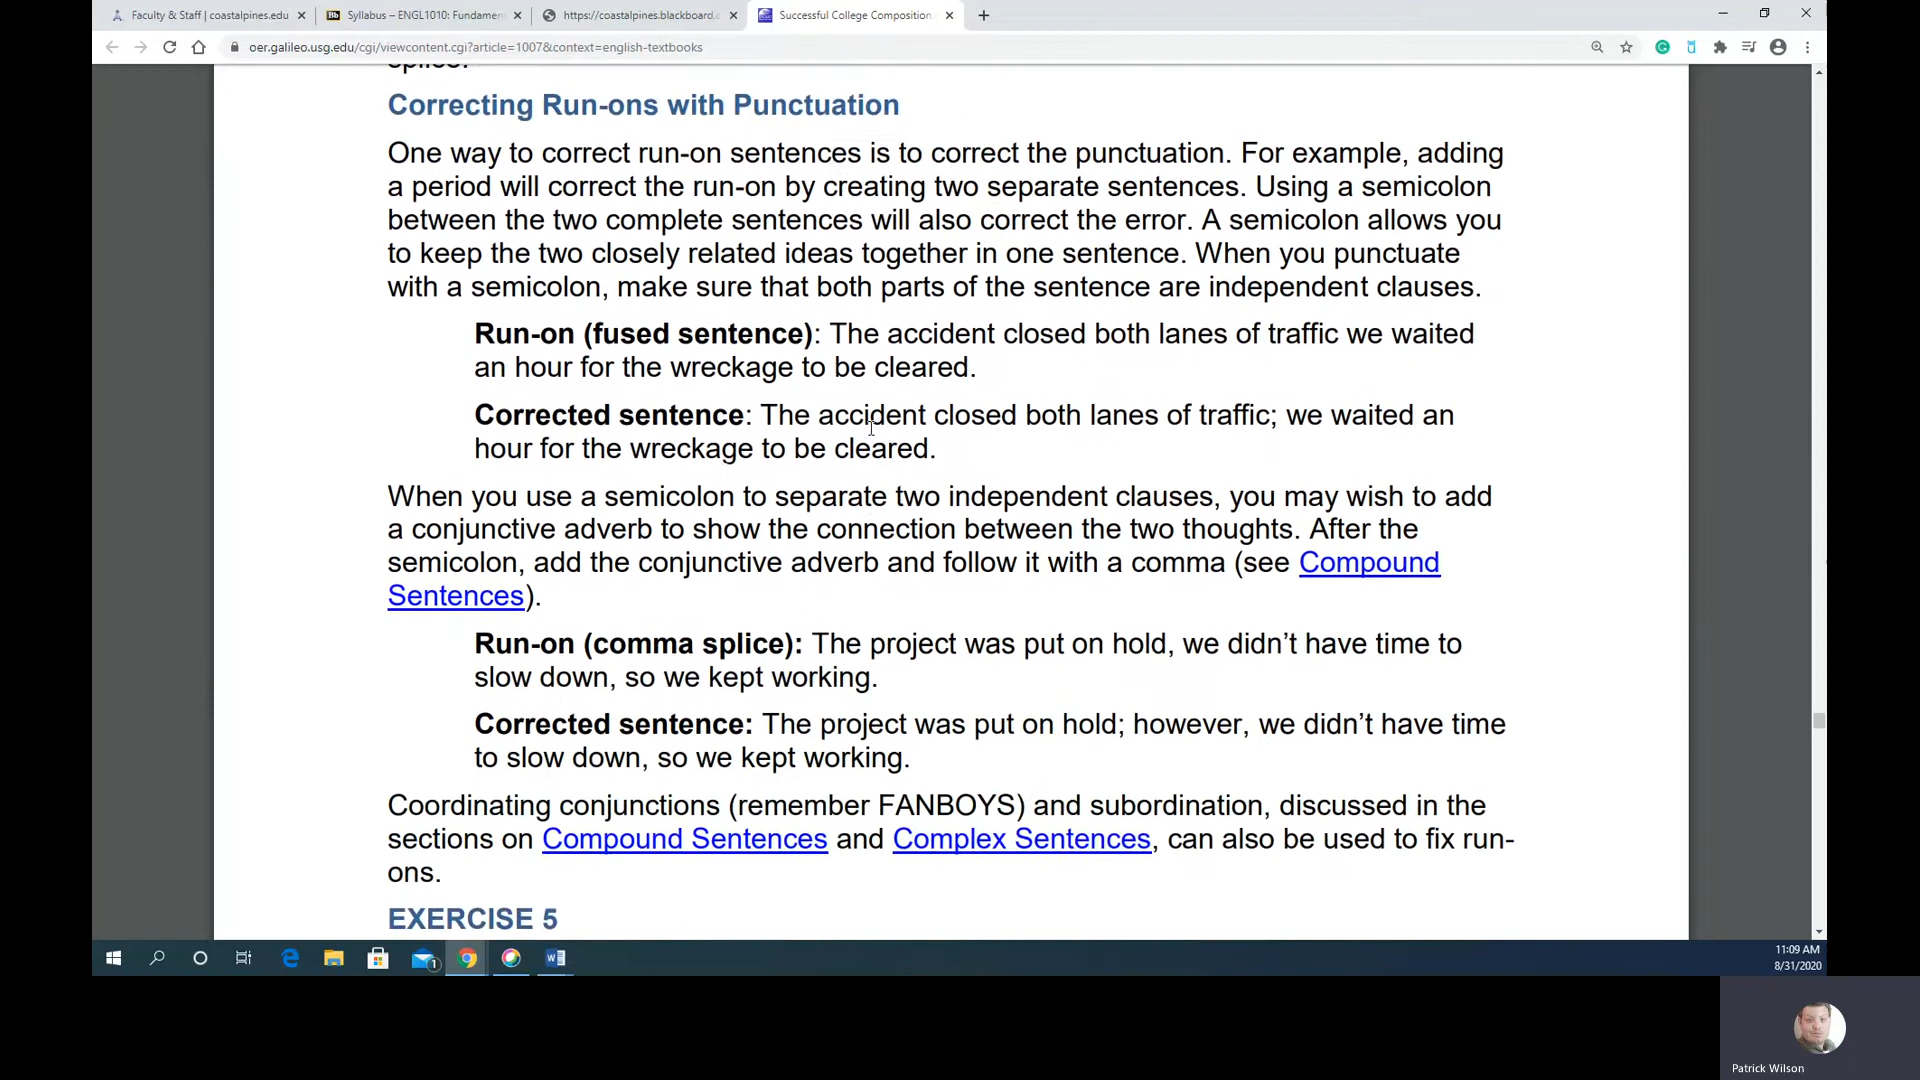 Faculty & Staff | coastalpines.edu
Syllabus – ENGL1010: Fundamen
https://coastalpines.blackboard.c
Successful College Composition
oer.galileo.usg.edu/cgi/viewcontent.cgi?article=1007&context=english-textbooks
splice.
Correcting Run-ons with Punctuation
One way to correct run-on sentences is to correct the punctuation. For example, adding
a period will correct the run-on by creating two separate sentences. Using a semicolon
between the two complete sentences will also correct the error. A semicolon allows you
to keep the two closely related ideas together in one sentence. When you punctuate
with a semicolon, make sure that both parts of the sentence are independent clauses.
Run-on (fused sentence): The accident closed both lanes of traffic we waited
an hour for the wreckage to be cleared.
Corrected sentence: The accident closed both lanes of traffic; we waited an
hour for the wreckage to be cleared.
When you use a semicolon to separate two independent clauses, you may wish to add
a conjunctive adverb to show the connection between the two thoughts. After the
semicolon, add the conjunctive adverb and follow it with a comma (see Compound
Sentences).
Run-on (comma splice): The project was put on hold, we didn’t have time to
slow down, so we kept working.
Corrected sentence: The project was put on hold; however, we didn’t have time
to slow down, so we kept working.
Coordinating conjunctions (remember FANBOYS) and subordination, discussed in the
sections on Compound Sentences and Complex Sentences, can also be used to fix run-
ons.
EXERCISE 5
11:09 AM
8/31/2020
Patrick Wilson